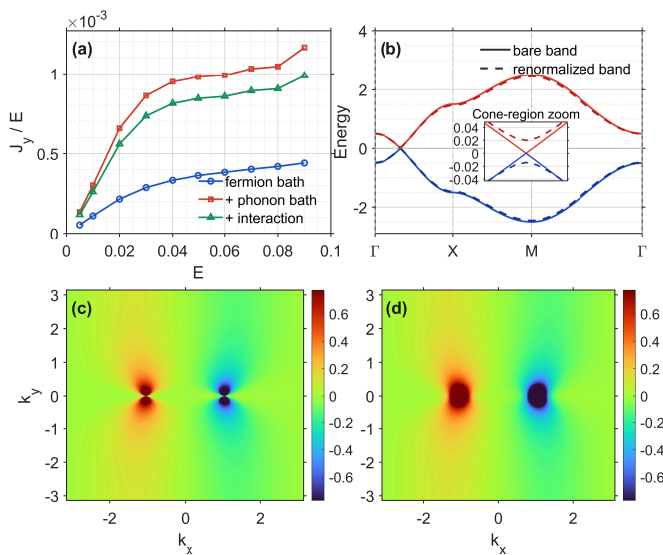 ×10⁻³
(a)
1
0.5
0
J_y / E
0
0.02
0.04
0.06
0.08
0.1
E
fermion bath
+ phonon bath
+ interaction
(b)
bare band
renormalized band
Energy
4
2
0
-2
Cone-region zoom
0.04
0.02
0
-0.02
-0.04
Γ
X
M
Γ
(c)
3
2
1
0
-1
-2
-3
k_y
-2
0
2
k_x
0.6
0.4
0.2
0
-0.2
-0.4
-0.6
(d)
3
2
1
0
-1
-2
-3
-2
0
2
k_x
0.6
0.4
0.2
0
-0.2
-0.4
-0.6